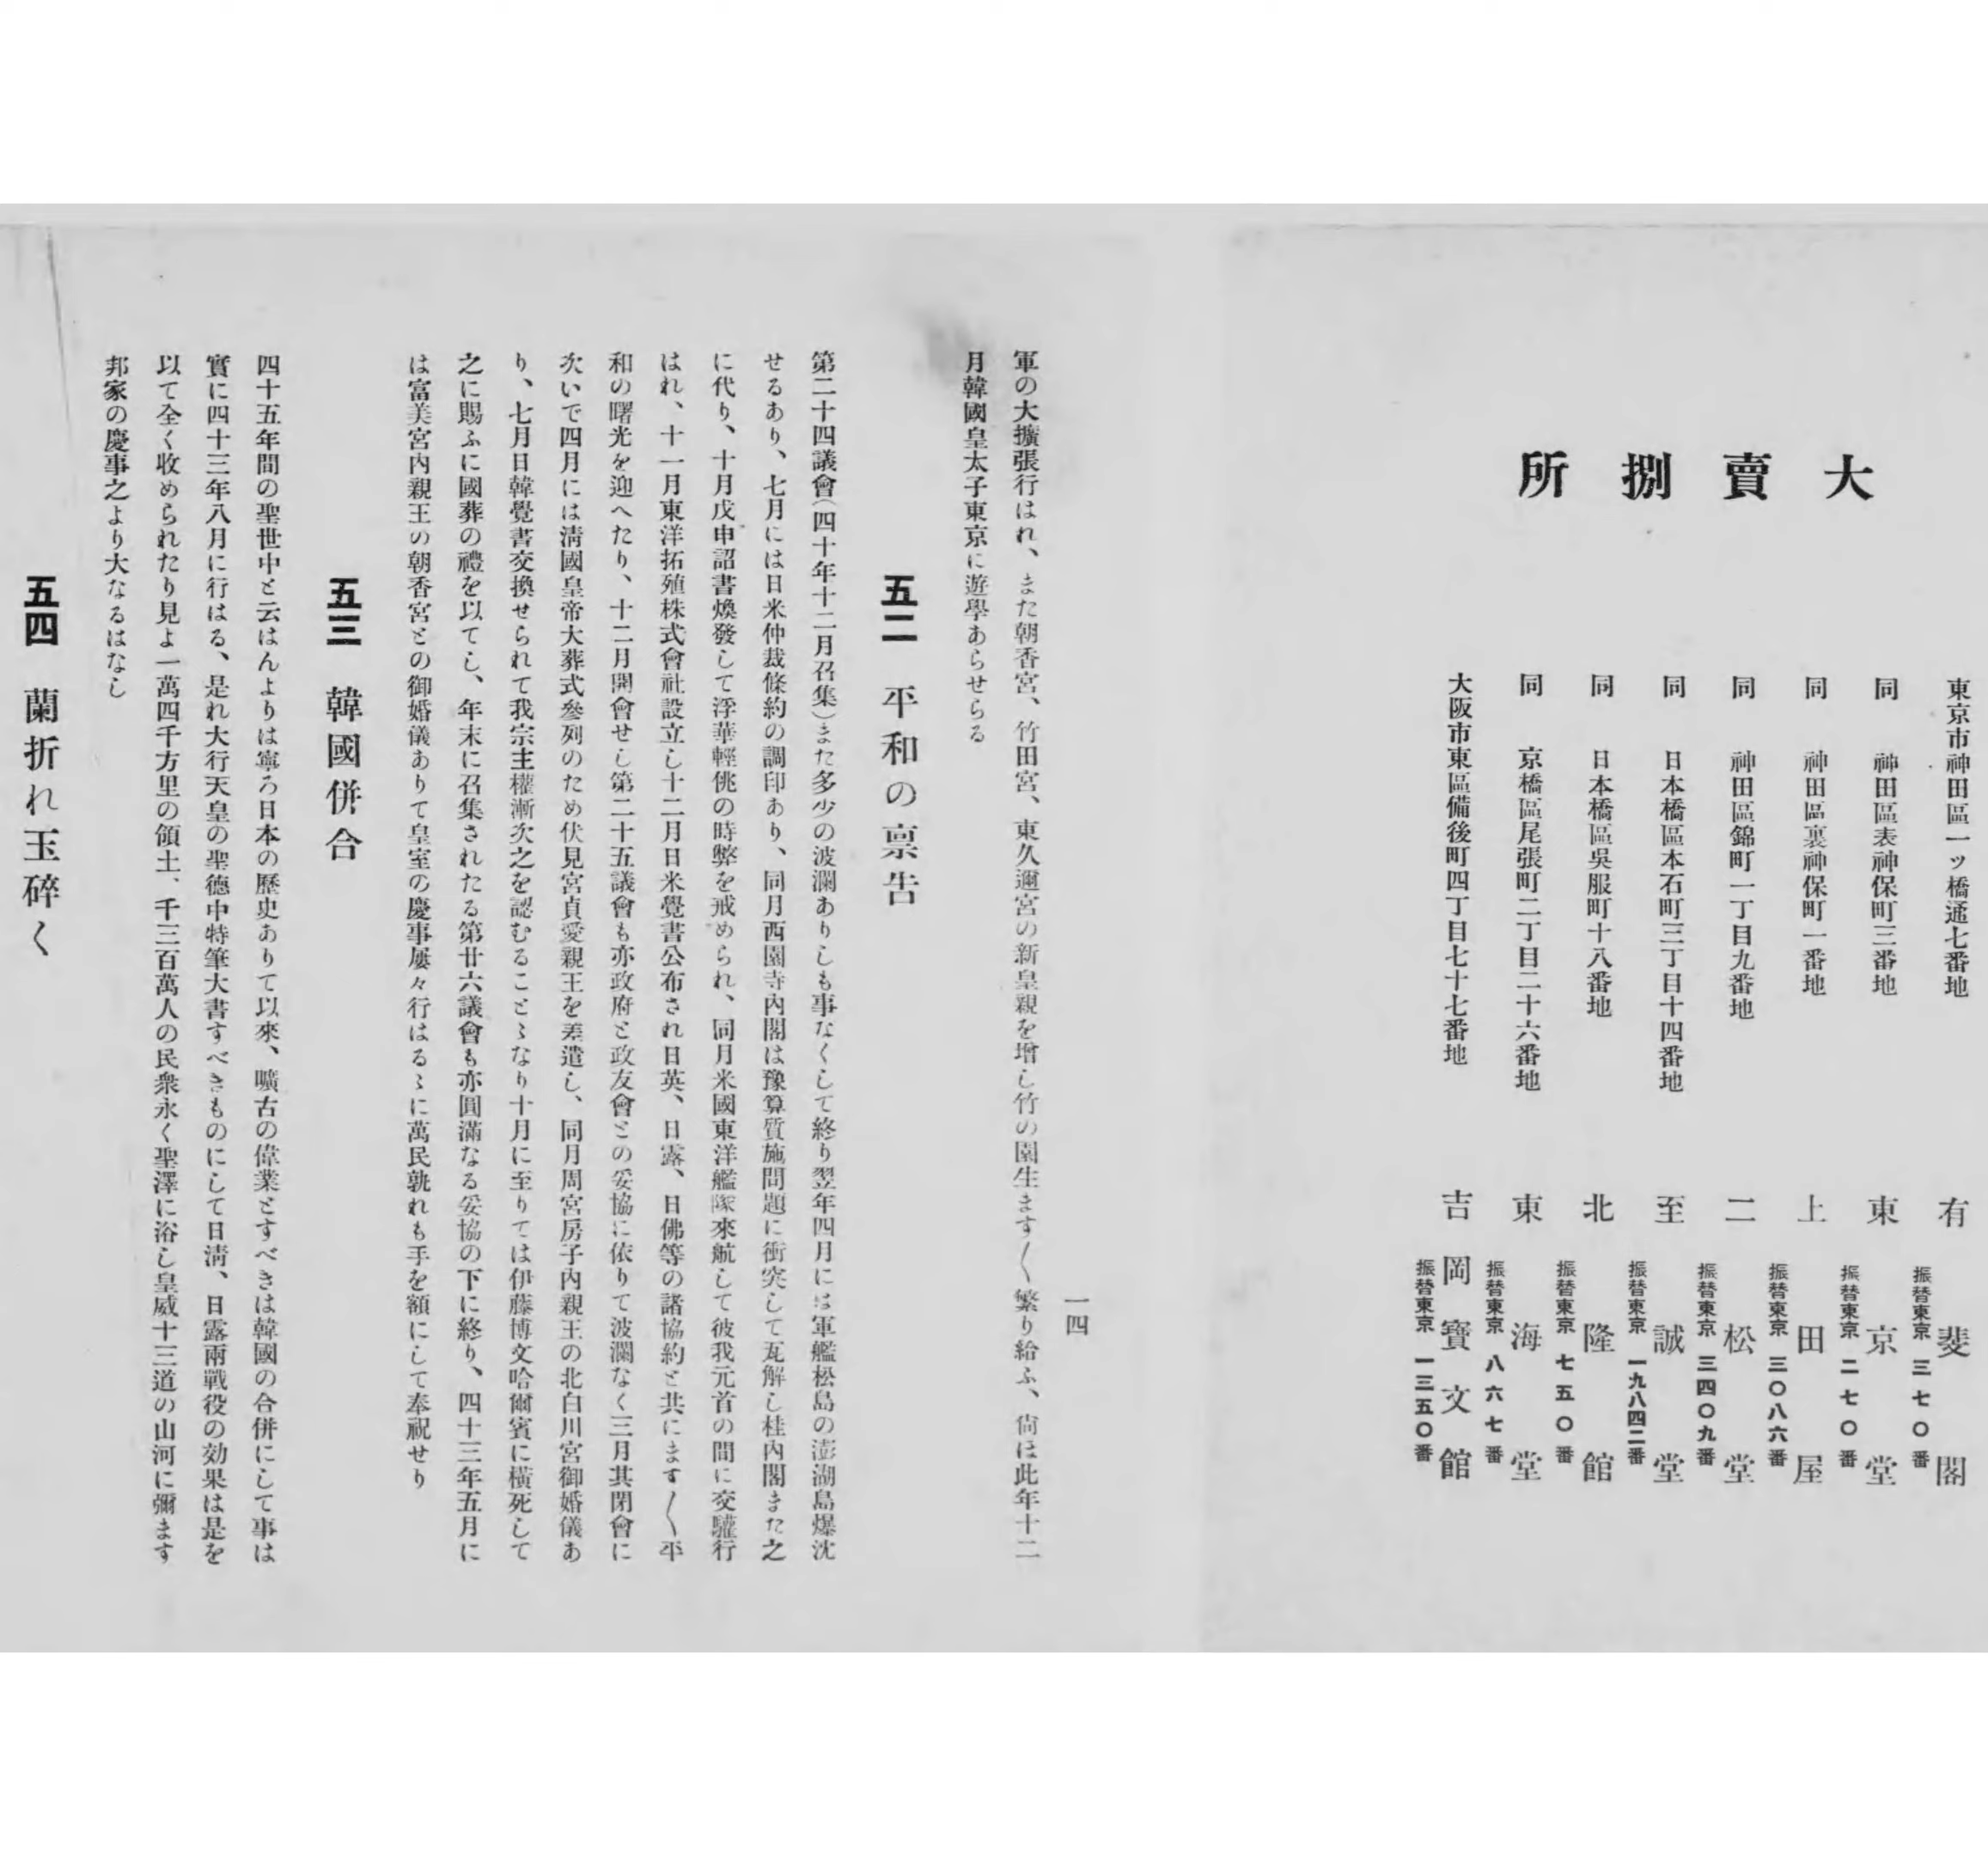 大賣捌所
東京市神田區一ッ橋通七番地 有斐閣
振替東京 三七〇番
同 神田區表神保町三番地 東京堂
振替東京 二七〇番
同 神田區裏神保町一番地 上田屋
振替東京 三〇八六番
同 神田區錦町一丁目九番地 二松堂
振替東京 三四〇九番
同 日本橋區本石町三丁目十四番地 至誠堂
振替東京 一九八四二番
同 日本橋區吳服町十八番地 北隆館
振替東京 七五〇番
同 京橋區尾張町二丁目二十六番地 東海堂
振替東京 八六七番
大阪市東區備後町四丁目七十七番地 吉岡寶文館
振替東京 一三五〇番
一四
軍の大擴張行はれ、また朝香宮、竹田宮、東久邇宮の新皇親を增し竹の園生ます〱繁り給ふ、尙ほ此年十二
月韓國皇太子東京に遊學あらせらる
五二 平和の禀告
第二十四議會(四十年十二月召集)また多少の波瀾ありしも事なくして終り翌年四月には軍艦松島の澎湖島爆沈
せるあり、七月には日米仲裁條約の調印あり、同月西園寺內閣は豫算質施問題に衝突して瓦解し桂內閣また之
に代り、十月戊申詔書煥發して浮華輕佻の時弊を戒められ、同月米國東洋艦隊來航して彼我元首の間に交驩行
はれ、十一月東洋拓殖株式會社設立し十二月日米覺書公布され日英、日露、日佛等の諸協約と共にます〱平
和の曙光を迎へたり、十二月開會せし第二十五議會も亦政府と政友會との妥協に依りて波瀾なく三月其閉會に
次いで四月には淸國皇帝大葬式參列のため伏見宮貞愛親王を差遣し、同月周宮房子內親王の北白川宮御婚儀あ
り、七月日韓覺書交換せられて我宗主權漸次之を認むることゝなり十月に至りては伊藤博文哈爾賓に橫死して
之に賜ふに國葬の禮を以てし、年末に召集されたる第廿六議會も亦圓滿なる妥協の下に終り、四十三年五月に
は富美宮內親王の朝香宮との御婚儀ありて皇室の慶事屢々行はるゝに萬民孰れも手を額にして奉祝せり
五三 韓國併合
四十五年間の聖世中と云はんよりは寧ろ日本の歷史ありて以來、曠古の偉業とすべきは韓國の合併にして事は
實に四十三年八月に行はる、是れ大行天皇の聖德中特筆大書すべきものにして日淸、日露兩戰役の効果は是を
以て全く收められたり見よ一萬四千方里の領土、千三百萬人の民衆永く聖澤に浴し皇威十三道の山河に彌ます
邦家の慶事之より大なるはなし
五四 蘭折れ玉碎く